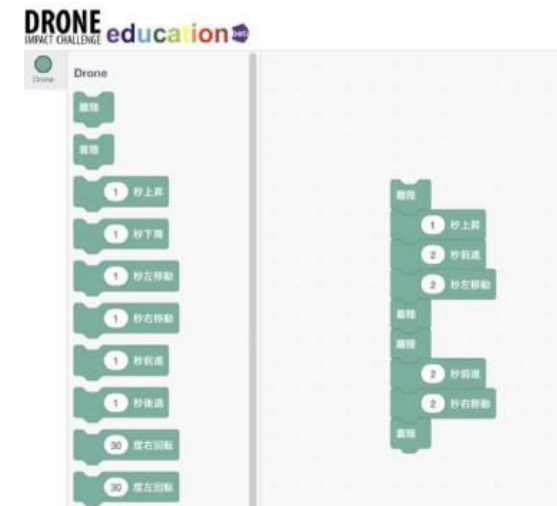 DRONE
IMPACT CHALLENGE
education beta
Drone
Drone
離陸
着陸
1 秒上昇
1 秒下降
1 秒左移動
1 秒右移動
1 秒前進
1 秒後退
30 度右回転
30 度左回転
離陸
1 秒上昇
2 秒前進
2 秒左移動
着陸
離陸
2 秒前進
2 秒右移動
着陸